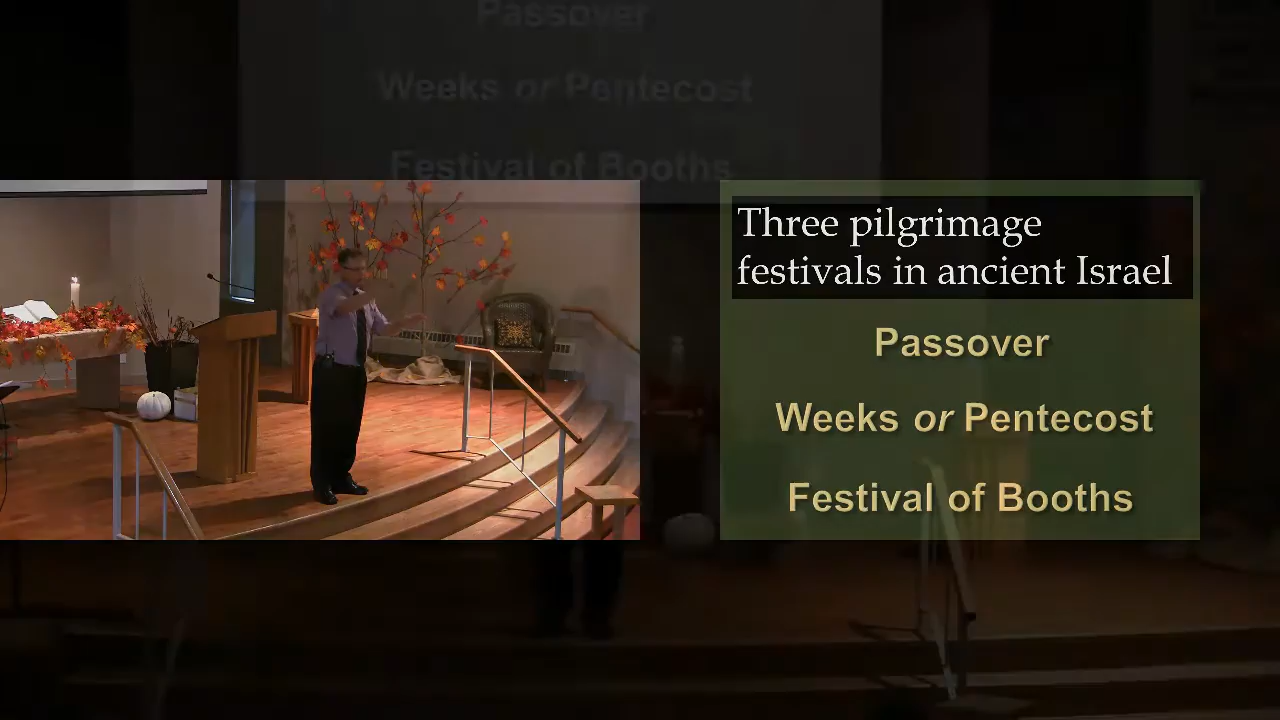 Passover
Weeks or Pentecost
Festival of Booths
Three pilgrimage
festivals in ancient Israel
Passover
Weeks or Pentecost
Festival of Booths